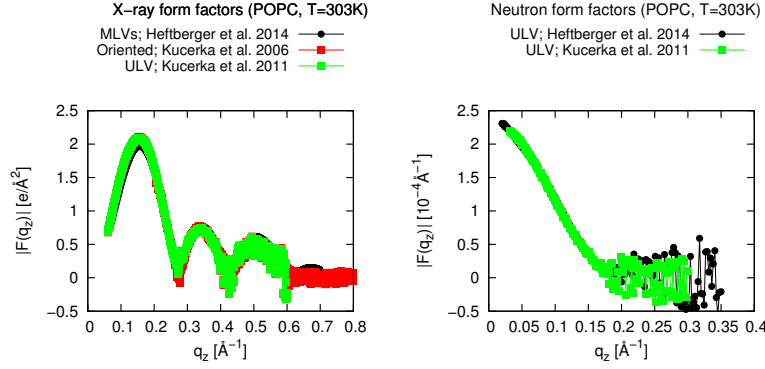 X-ray form factors (POPC, T=303K)
MLVs; Heftberger et al. 2014
Oriented; Kucerka et al. 2006
ULV; Kucerka et al. 2011
|F(q_z)| [e/Å²]
2.5
2
1.5
1
0.5
0
−0.5
0 0.1 0.2 0.3 0.4 0.5 0.6 0.7 0.8
q_z [Å⁻¹]
Neutron form factors (POPC, T=303K)
ULV; Heftberger et al. 2014
ULV; Kucerka et al. 2011
|F(q_z)| [10⁻⁴Å⁻¹]
2.5
2
1.5
1
0.5
0
−0.5
0 0.05 0.1 0.15 0.2 0.25 0.3 0.35 0.4
q_z [Å⁻¹]